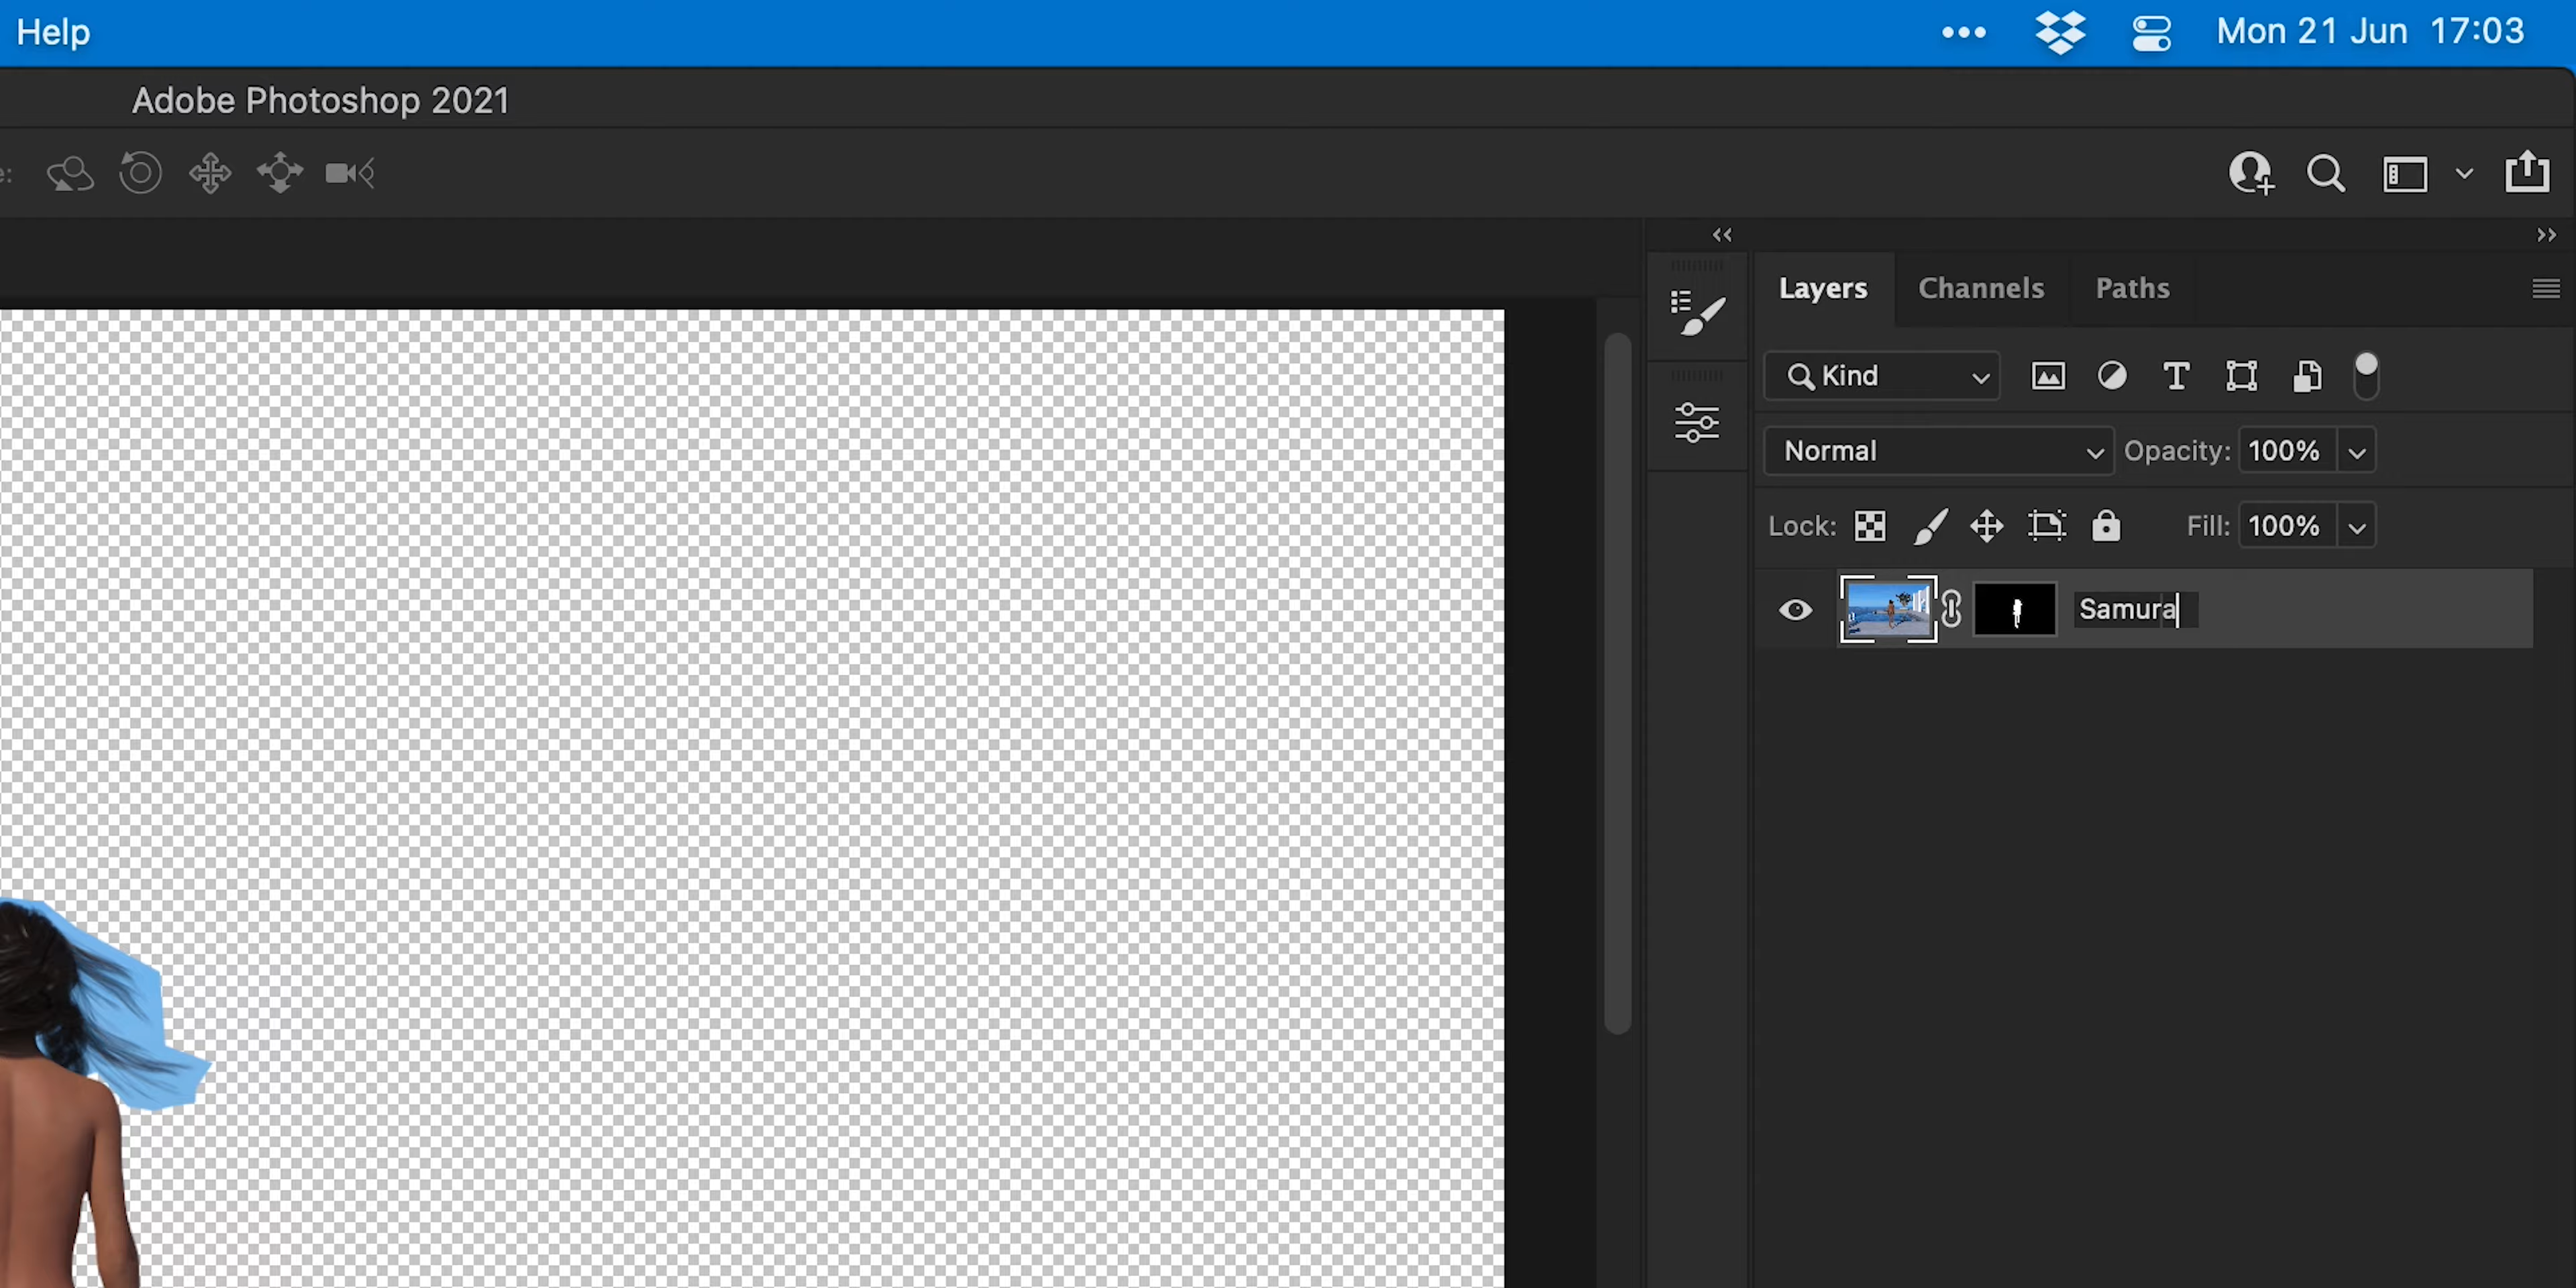 Help
Mon 21 Jun 17:03
Adobe Photoshop 2021
e:
Layers Channels Paths
Kind
Normal Opacity: 100%
Lock: Fill: 100%
Samura